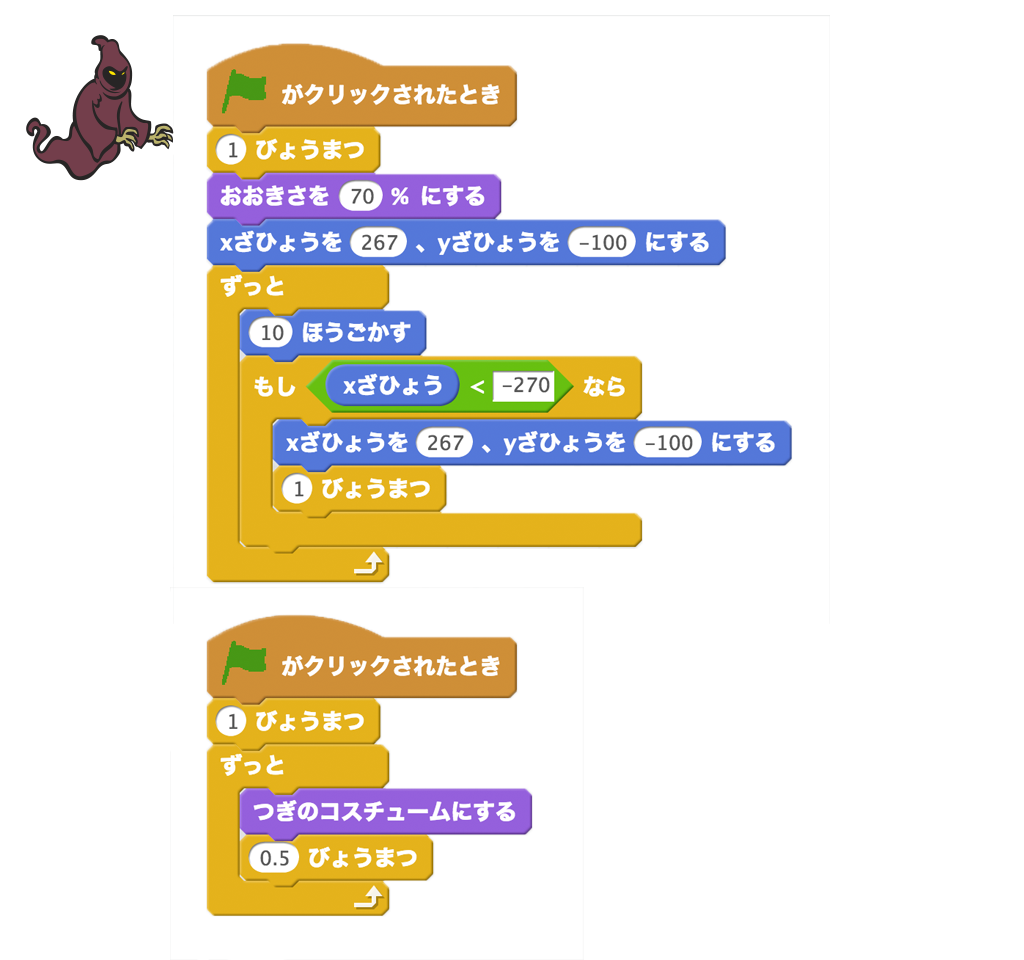 がクリックされたとき
1 びょうまつ
おおきさを 70 % にする
xざひょうを 267 、yざひょうを -100 にする
ずっと
10 ほうごかす
もし xざひょう < -270 なら
xざひょうを 267 、yざひょうを -100 にする
1 びょうまつ
がクリックされたとき
1 びょうまつ
ずっと
つぎのコスチュームにする
0.5 びょうまつ